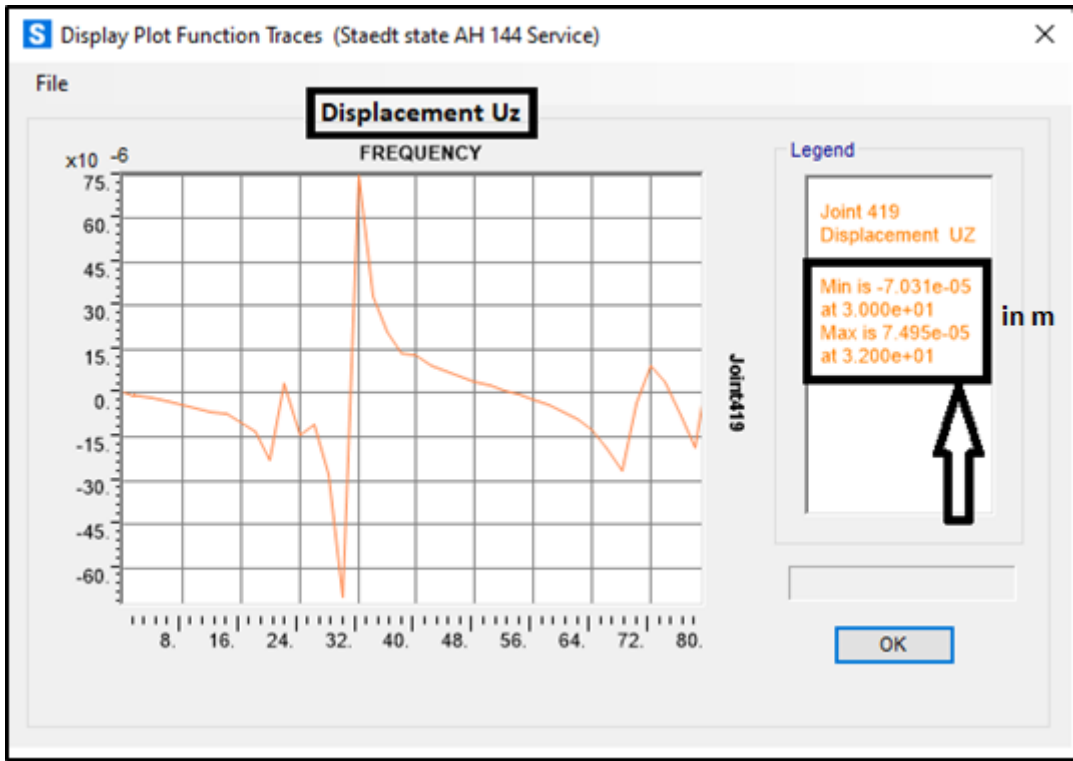 S Display Plot Function Traces (Staedt state AH 144 Service)
File
Displacement Uz
x10 -6
FREQUENCY
75.
60.
45.
30.
15.
0.
-15.
-30.
-45.
-60.
8. 16. 24. 32. 40. 48. 56. 64. 72. 80.
Joint419
Legend
Joint 419
Displacement UZ
Min is -7.031e-05
at 3.000e+01
Max is 7.495e-05
at 3.200e+01
in m
OK